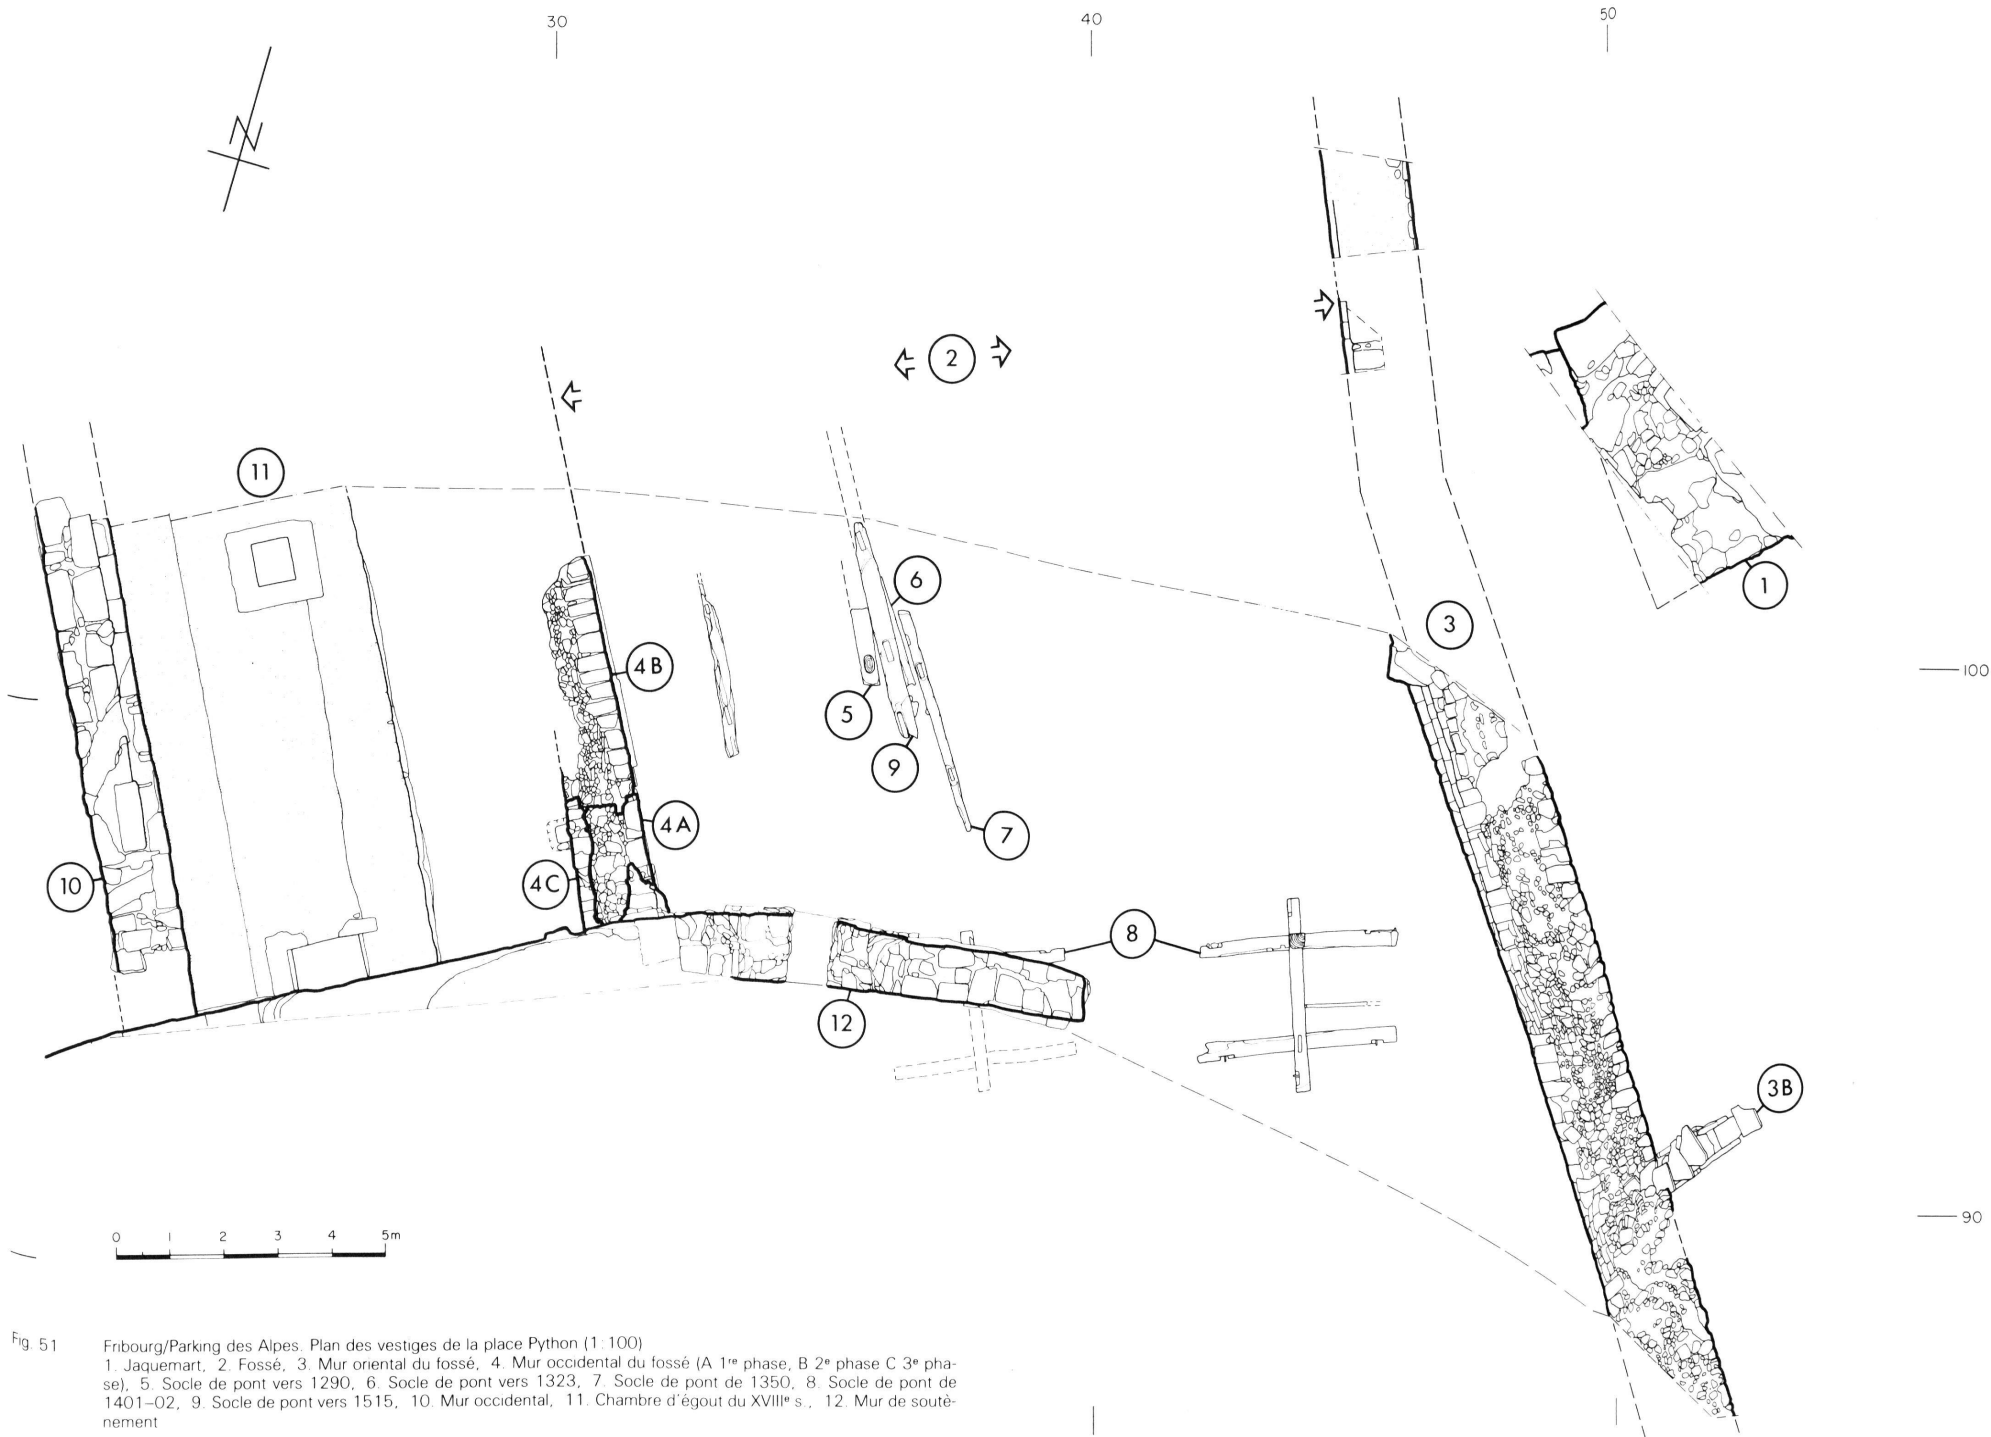 30
40
50
N
2
11
1
6
3
4B
100
5
9
4A
7
4C
10
8
12
3B
90
0 1 2 3 4 5m
Fig. 51
Fribourg/Parking des Alpes. Plan des vestiges de la place Python (1:100)
1. Jaquemart, 2. Fossé, 3. Mur oriental du fossé, 4. Mur occidental du fossé (A 1re phase, B 2e phase C 3e pha-
se), 5. Socle de pont vers 1290, 6. Socle de pont vers 1323, 7. Socle de pont de 1350, 8. Socle de pont de
1401–02, 9. Socle de pont vers 1515, 10. Mur occidental, 11. Chambre d'égout du XVIIIe s., 12. Mur de soutè-
nement